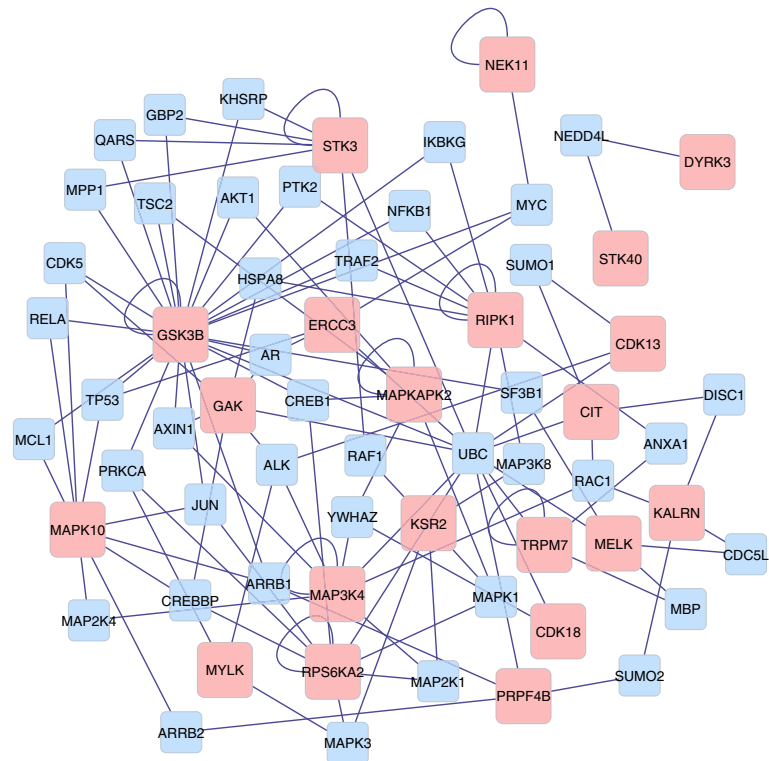 NEK11
KHSRP
GBP2
NEDD4L
QARS
STK3
IKBKG
DYRK3
MPP1
TSC2
AKT1
PTK2
NFKB1
MYC
STK40
CDK5
HSPA8
TRAF2
SUMO1
RELA
GSK3B
ERCC3
RIPK1
CDK13
AR
TP53
GAK
CREB1
MAPKAPK2
SF3B1
CIT
DISC1
MCL1
AXIN1
PRKCA
ALK
RAF1
UBC
MAP3K8
ANXA1
RAC1
JUN
YWHAZ
KSR2
KALRN
MAPK10
TRPM7
MELK
CDC5L
ARRB1
MAP3K4
MAPK1
MBP
CREBBP
MAP2K4
CDK18
MYLK
RPS6KA2
MAP2K1
SUMO2
PRPF4B
ARRB2
MAPK3